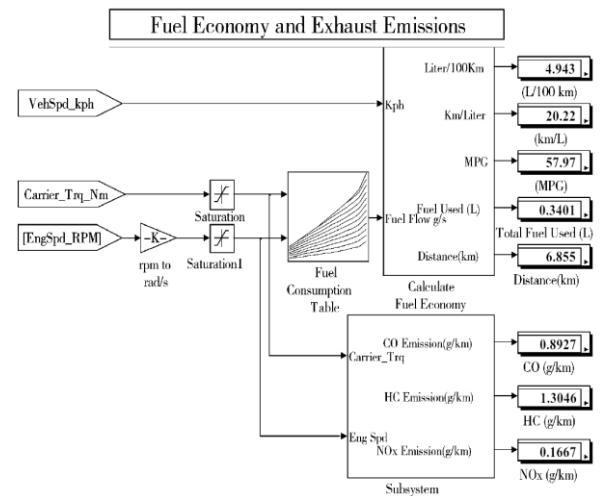 Fuel Economy and Exhaust Emissions
VehSpd_kph
Carrier_Trq_Nm
[EngSpd_RPM]
-K-
rpm to
rad/s
Saturation
Saturation1
Fuel
Consumption
Table
Kph
Fuel Flow g/s
Liter/100Km
Km/Liter
MPG
Fuel Used (L)
Distance(km)
Calculate
Fuel Economy
4.943
(L/100 km)
20.22
(km/L)
57.97
(MPG)
0.3401
Total Fuel Used (L)
6.855
Distance(km)
Carrier_Trq
Eng Spd
CO Emission(g/km)
HC Emission(g/km)
NOx Emission(g/km)
Subsystem
0.8927
CO (g/km)
1.3046
HC (g/km)
0.1667
NOx (g/km)